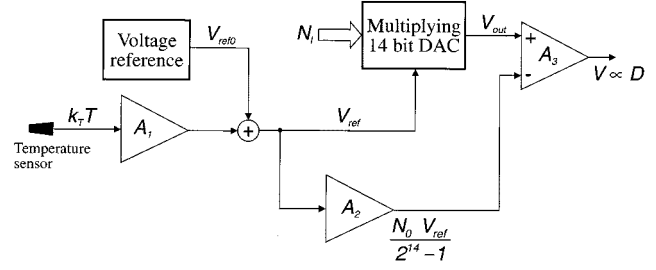 Voltage
reference
V_ref0
N_I
Multiplying
14 bit DAC
V_out
+
-
A_3
V ∝ D
k_T T
A_1
+
V_ref
Temperature
sensor
A_2
N_0 V_ref
2^14 -1